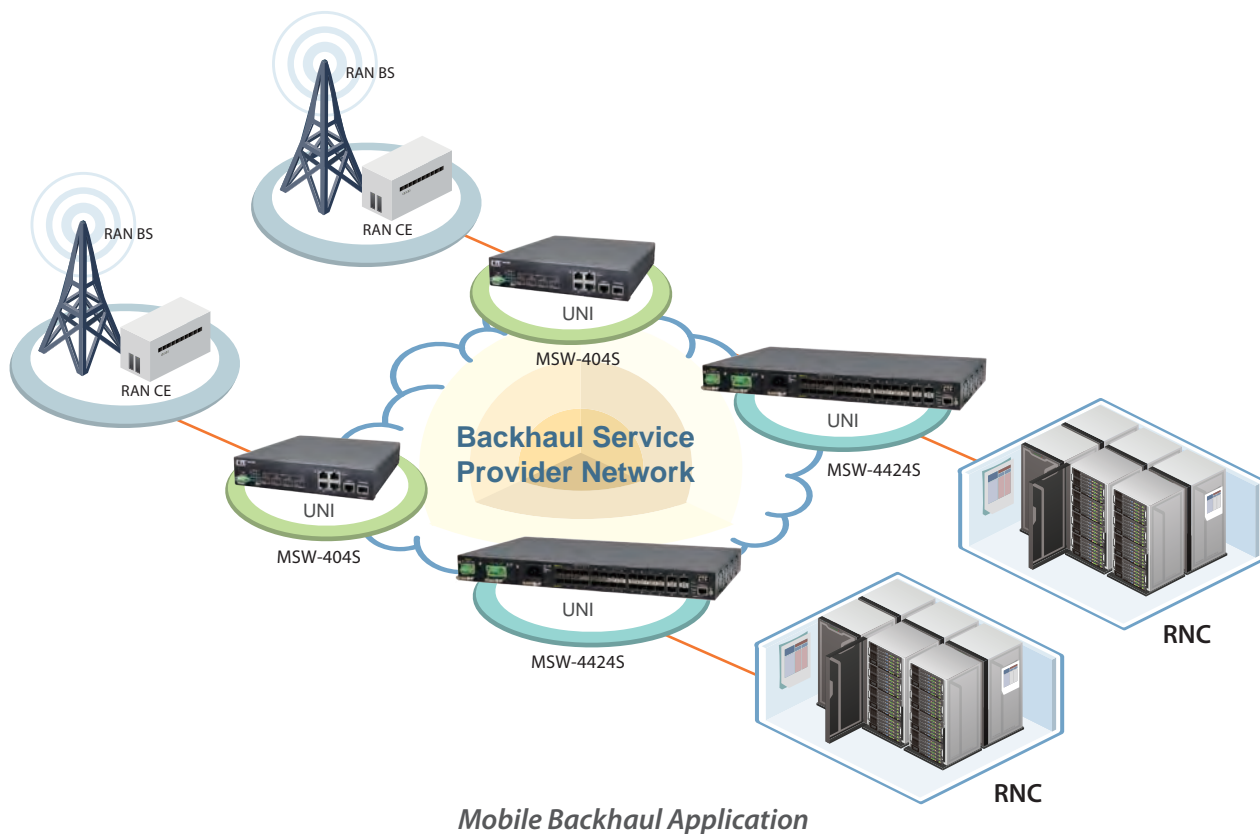 RAN BS
RAN CE
RAN BS
RAN CE
UNI
MSW-404S
UNI
MSW-4424S
Backhaul Service
Provider Network
UNI
MSW-404S
UNI
MSW-4424S
RNC
RNC
Mobile Backhaul Application